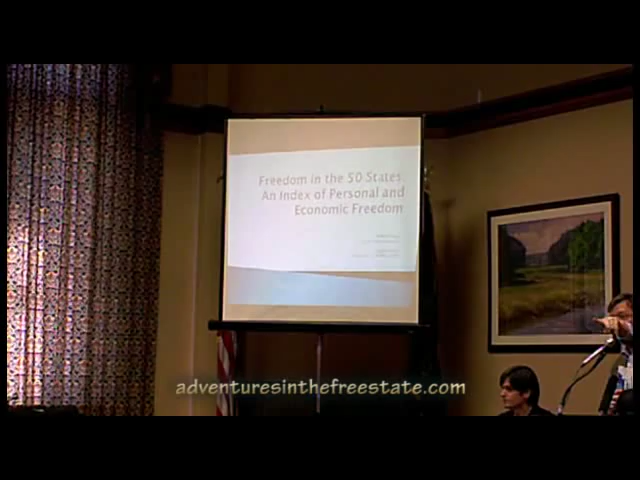 Freedom in the 50 States:
An Index of Personal and
Economic Freedom
adventuresinthefreestate.com